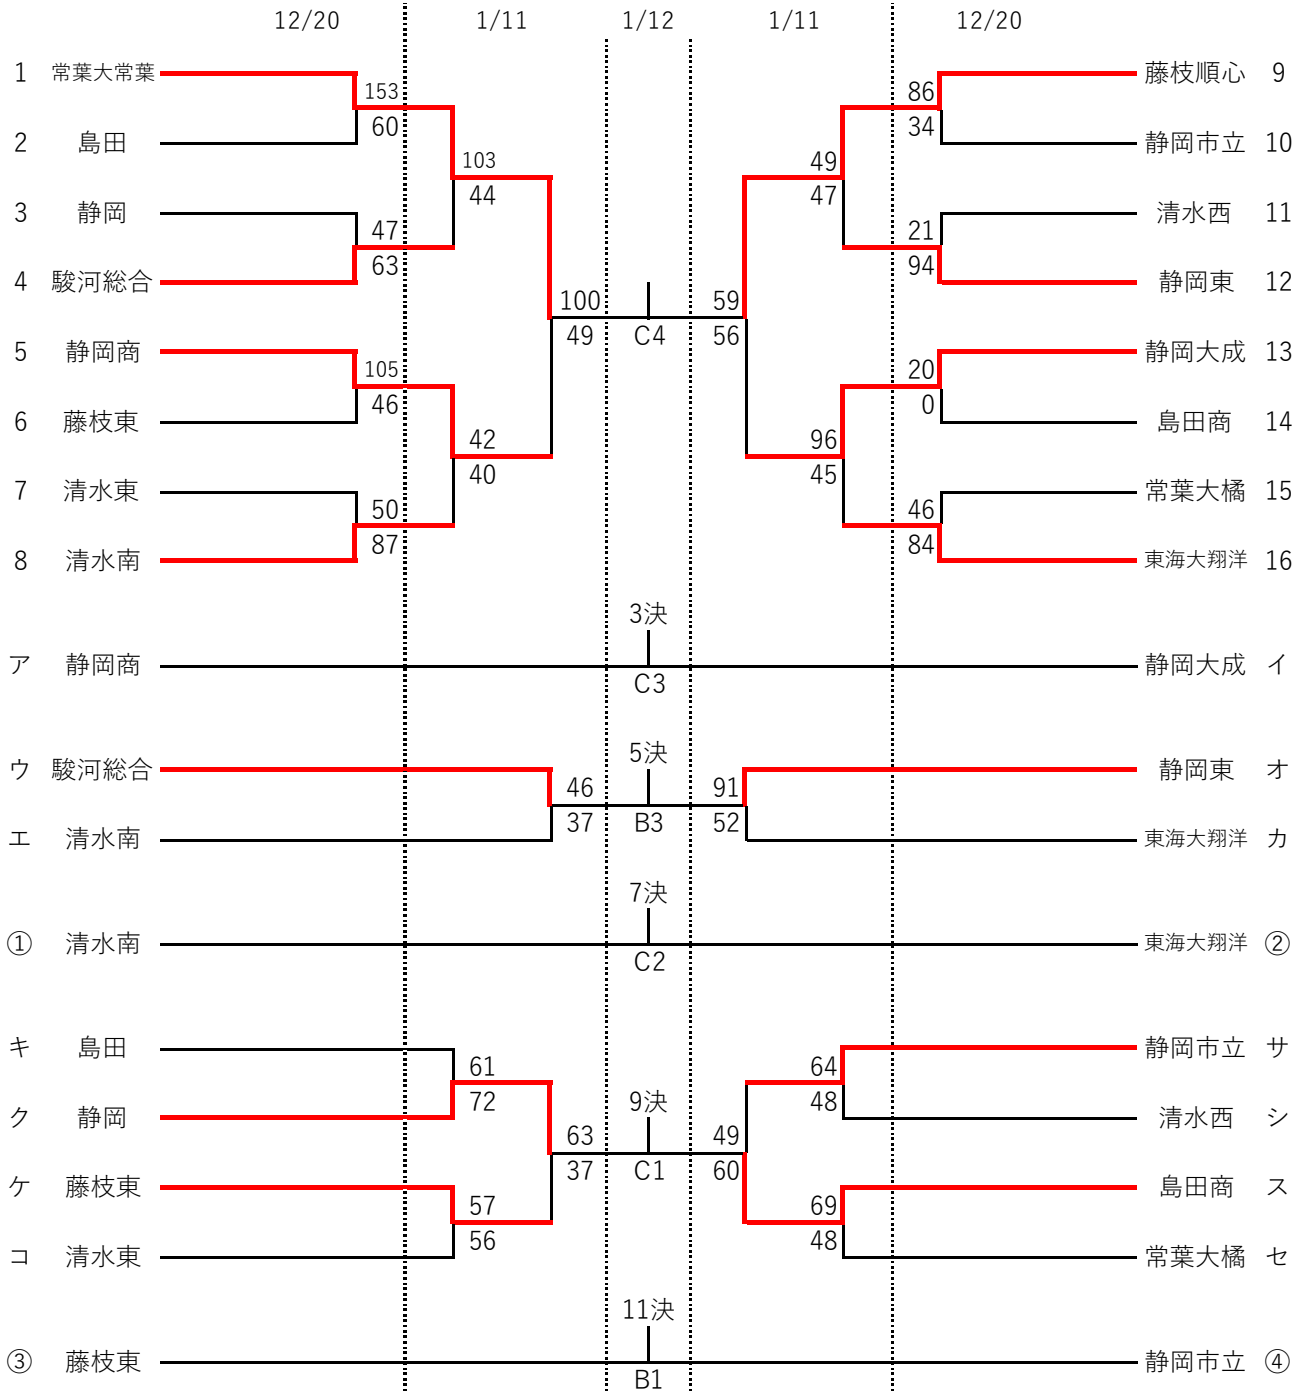 12/20 1/11 1/12 1/11 12/20
1 常葉大常葉 藤枝順心 9
153 86
60 34
2 島田 静岡市立 10
103 49
44 47
3 静岡 清水西 11
47 21
63 94
4 駿河総合 静岡東 12
100 59
49 C4 56
5 静岡商 静岡大成 13
105 20
46 0
6 藤枝東 島田商 14
42 96
40 45
7 清水東 常葉大橘 15
50 46
87 84
8 清水南 東海大翔洋 16
3決
ア 静岡商 静岡大成 イ
C3
5決
ウ 駿河総合 静岡東 オ
46 91
37 B3 52
エ 清水南 東海大翔洋 カ
7決
① 清水南 東海大翔洋 ②
C2
キ 島田 静岡市立 サ
61 64
72 9決 48
ク 静岡 清水西 シ
63 49
37 C1 60
ケ 藤枝東 島田商 ス
57 69
56 48
コ 清水東 常葉大橘 セ
11決
③ 藤枝東 静岡市立 ④
B1